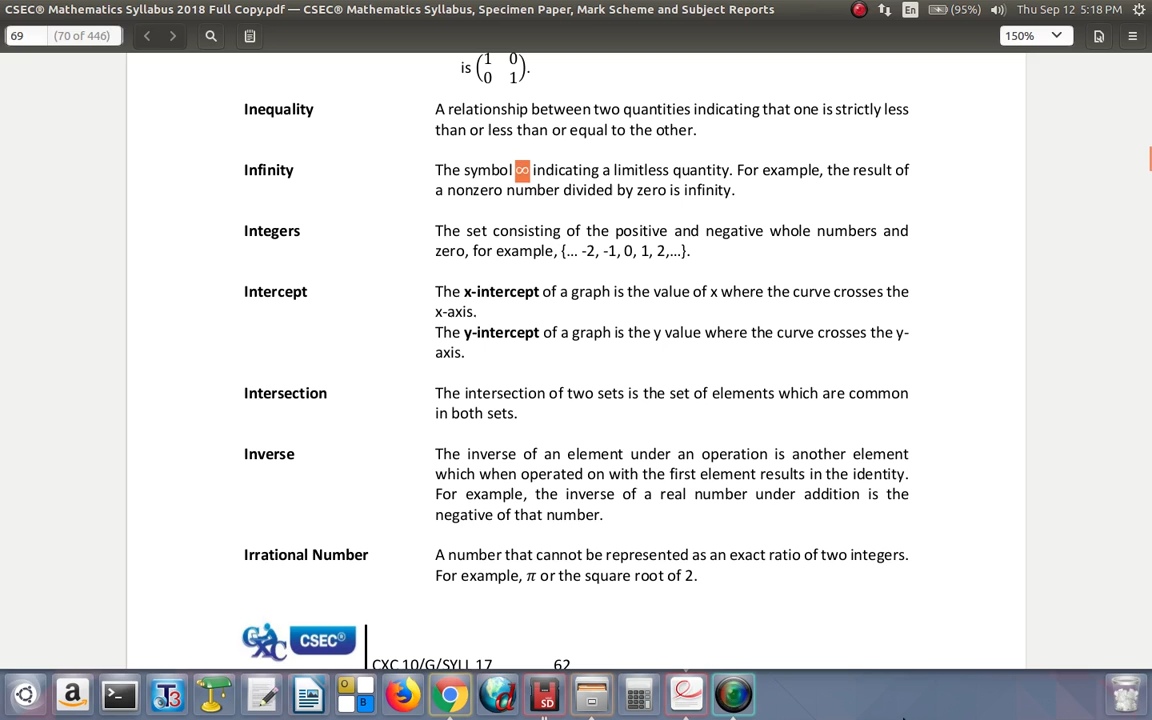 CSEC® Mathematics Syllabus 2018 Full Copy.pdf — CSEC® Mathematics Syllabus, Specimen Paper, Mark Scheme and Subject Reports
En
(95%)
Thu Sep 12 5:18 PM
69
(70 of 446)
150%
is (1 0
0 1).
Inequality
A relationship between two quantities indicating that one is strictly less
than or less than or equal to the other.
Infinity
The symbol ∞ indicating a limitless quantity. For example, the result of
a nonzero number divided by zero is infinity.
Integers
The set consisting of the positive and negative whole numbers and
zero, for example, {... -2, -1, 0, 1, 2,...}.
Intercept
The x-intercept of a graph is the value of x where the curve crosses the
x-axis.
The y-intercept of a graph is the y value where the curve crosses the y-
axis.
Intersection
The intersection of two sets is the set of elements which are common
in both sets.
Inverse
The inverse of an element under an operation is another element
which when operated on with the first element results in the identity.
For example, the inverse of a real number under addition is the
negative of that number.
Irrational Number
A number that cannot be represented as an exact ratio of two integers.
For example, π or the square root of 2.
CXC
CSEC®
CXC 10/G/SYLL 17
62
a
T3
O
B
SD